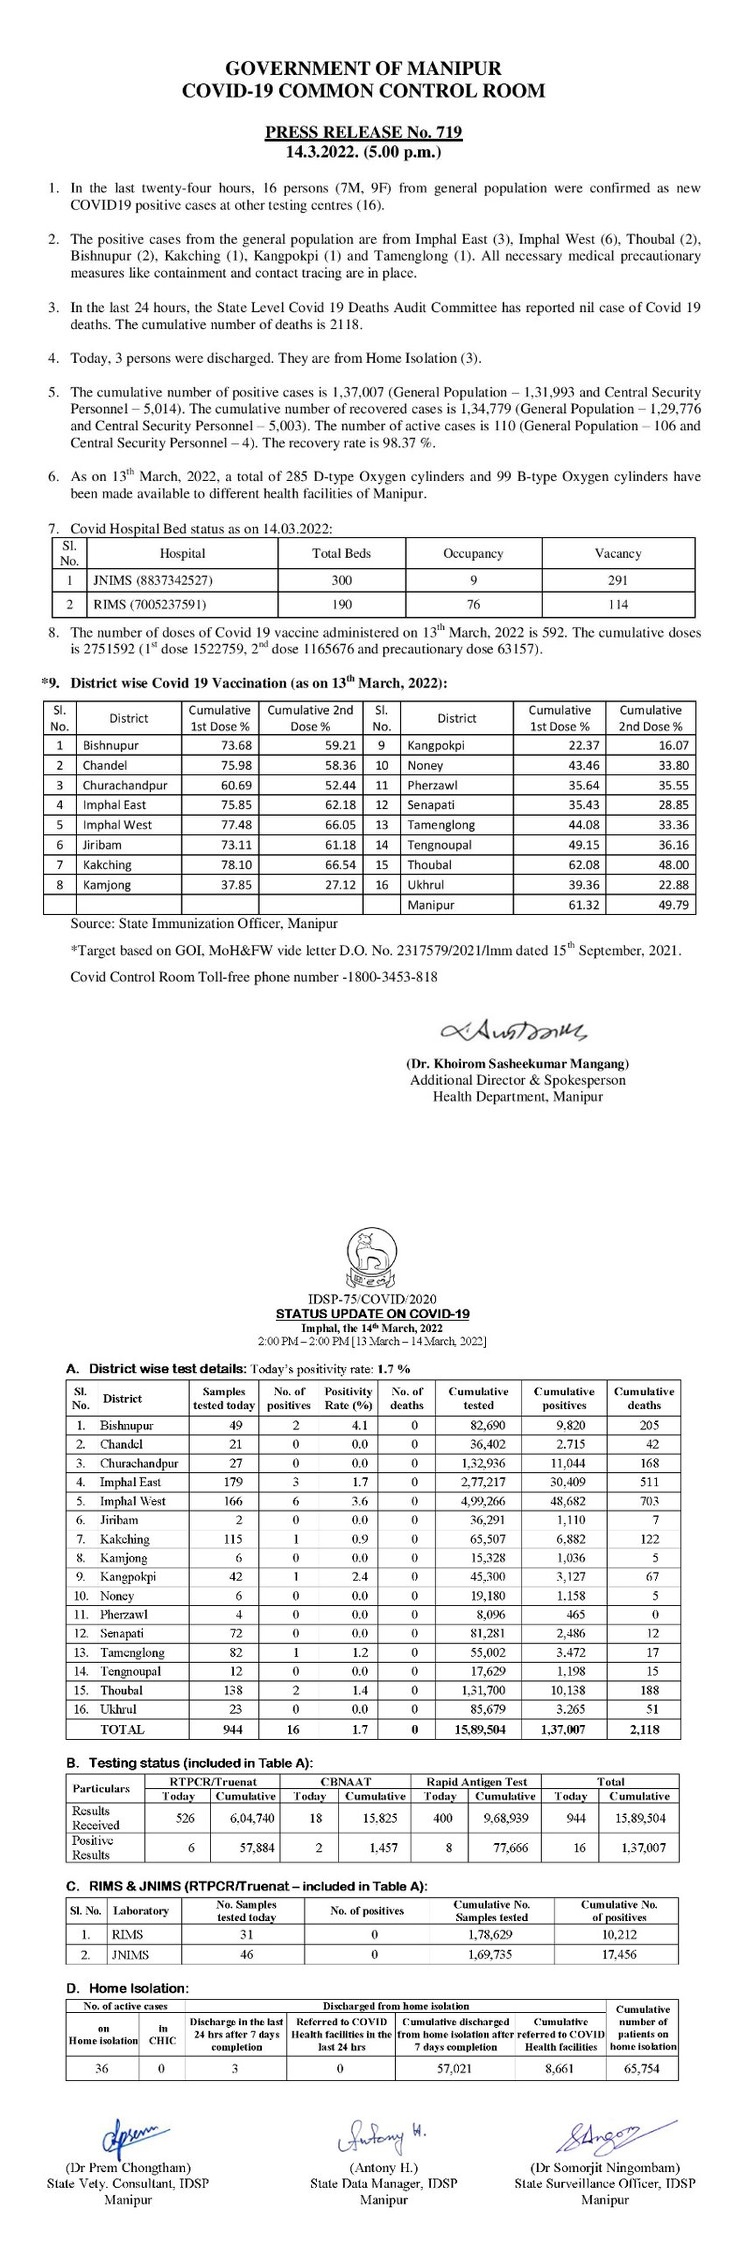 GOVERNMENT OF MANIPUR
COVID-19 COMMON CONTROL ROOM
PRESS RELEASE No. 719
14.3.2022. (5.00 p.m.)
1. In the last twenty-four hours, 16 persons (7M, 9F) from general population were confirmed as new
COVID19 positive cases at other testing centres (16).
2. The positive cases from the general population are from Imphal East (3), Imphal West (6), Thoubal (2),
Bishnupur (2), Kakching (1), Kangpokpi (1) and Tamenglong (1). All necessary medical precautionary
measures like containment and contact tracing are in place.
3. In the last 24 hours, the State Level Covid 19 Deaths Audit Committee has reported nil case of Covid 19
deaths. The cumulative number of deaths is 2118.
4. Today, 3 persons were discharged. They are from Home Isolation (3).
5. The cumulative number of positive cases is 1,37,007 (General Population – 1,31,993 and Central Security
Personnel – 5,014). The cumulative number of recovered cases is 1,34,779 (General Population – 1,29,776
and Central Security Personnel – 5,003). The number of active cases is 110 (General Population – 106 and
Central Security Personnel – 4). The recovery rate is 98.37 %.
6. As on 13th March, 2022, a total of 285 D-type Oxygen cylinders and 99 B-type Oxygen cylinders have
been made available to different health facilities of Manipur.
7. Covid Hospital Bed status as on 14.03.2022:
Sl. No. Hospital Total Beds Occupancy Vacancy
1 JNIMS (8837342527) 300 9 291
2 RIMS (7005237591) 190 76 114
8. The number of doses of Covid 19 vaccine administered on 13th March, 2022 is 592. The cumulative doses
is 2751592 (1st dose 1522759, 2nd dose 1165676 and precautionary dose 63157).
*9. District wise Covid 19 Vaccination (as on 13th March, 2022):
Sl. No. District Cumulative 1st Dose % Cumulative 2nd Dose % Sl. No. District Cumulative 1st Dose % Cumulative 2nd Dose %
1 Bishnupur 73.68 59.21 9 Kangpokpi 22.37 16.07
2 Chandel 75.98 58.36 10 Noney 43.46 33.80
3 Churachandpur 60.69 52.44 11 Pherzawl 35.64 35.55
4 Imphal East 75.85 62.18 12 Senapati 35.43 28.85
5 Imphal West 77.48 66.05 13 Tamenglong 44.08 33.36
6 Jiribam 73.11 61.18 14 Tengnoupal 49.15 36.16
7 Kakching 78.10 66.54 15 Thoubal 62.08 48.00
8 Kamjong 37.85 27.12 16 Ukhrul 39.36 22.88
Manipur 61.32 49.79
Source: State Immunization Officer, Manipur
*Target based on GOI, MoH&FW vide letter D.O. No. 2317579/2021/Imm dated 15th September, 2021.
Covid Control Room Toll-free phone number -1800-3453-818
(Dr. Khoirom Sasheekumar Mangang)
Additional Director & Spokesperson
Health Department, Manipur
IDSP-75/COVID/2020
STATUS UPDATE ON COVID-19
Imphal, the 14th March, 2022
2:00 PM – 2:00 PM [13 March – 14 March, 2022]
A. District wise test details: Today's positivity rate: 1.7 %
Sl. No. District Samples tested today No. of positives Positivity Rate (%) No. of deaths Cumulative tested Cumulative positives Cumulative deaths
1. Bishnupur 49 2 4.1 0 82,690 9,820 205
2. Chandel 21 0 0.0 0 36,402 2.715 42
3. Churachandpur 27 0 0.0 0 1,32,936 11,044 168
4. Imphal East 179 3 1.7 0 2,77,217 30,409 511
5. Imphal West 166 6 3.6 0 4,99,266 48,682 703
6. Jiribam 2 0 0.0 0 36,291 1,110 7
7. Kakching 115 1 0.9 0 65,507 6,882 122
8. Kamjong 6 0 0.0 0 15,328 1,036 5
9. Kangpokpi 42 1 2.4 0 45,300 3,127 67
10. Noney 6 0 0.0 0 19,180 1.158 5
11. Pherzawl 4 0 0.0 0 8,096 465 0
12. Senapati 72 0 0.0 0 81,281 2,486 12
13. Tamenglong 82 1 1.2 0 55,002 3.472 17
14. Tengnoupal 12 0 0.0 0 17,629 1,198 15
15. Thoubal 138 2 1.4 0 1,31,700 10,138 188
16. Ukhrul 23 0 0.0 0 85,679 3.265 51
TOTAL 944 16 1.7 0 15,89,504 1,37,007 2,118
B. Testing status (included in Table A):
Particulars RTPCR/Truenat CBNAAT Rapid Antigen Test Total
Today Cumulative Today Cumulative Today Cumulative Today Cumulative
Results Received 526 6,04,740 18 15,825 400 9,68,939 944 15,89,504
Positive Results 6 57,884 2 1,457 8 77,666 16 1,37,007
C. RIMS & JNIMS (RTPCR/Truenat – included in Table A):
Sl. No. Laboratory No. Samples tested today No. of positives Cumulative No. Samples tested Cumulative No. of positives
1. RIMS 31 0 1,78,629 10,212
2. JNIMS 46 0 1,69,735 17,456
D. Home Isolation:
No. of active cases Discharged from home isolation Cumulative number of patients on home isolation
on Home isolation in CHIC Discharge in the last 24 hrs after 7 days completion Referred to COVID Health facilities in the last 24 hrs Cumulative discharged from home isolation after 7 days completion Cumulative referred to COVID Health facilities
36 0 3 0 57,021 8,661 65,754
Antony H.
(Dr Prem Chongtham) (Antony H.) (Dr Somorjit Ningombam)
State Vety. Consultant, IDSP State Data Manager, IDSP State Surveillance Officer, IDSP
Manipur Manipur Manipur